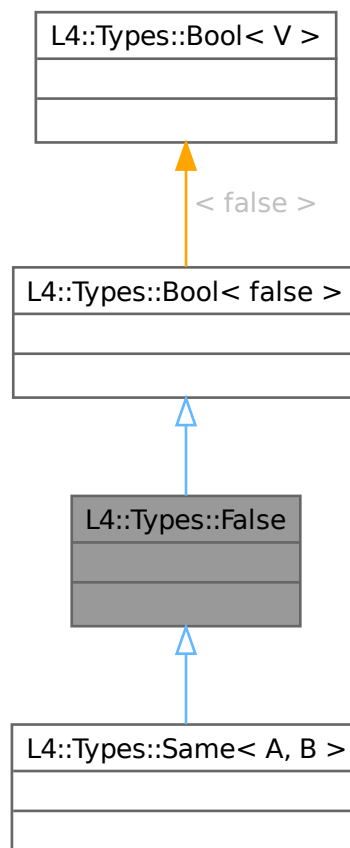 L4::Types::Bool< V >
< false >
L4::Types::Bool< false >
L4::Types::False
L4::Types::Same< A, B >